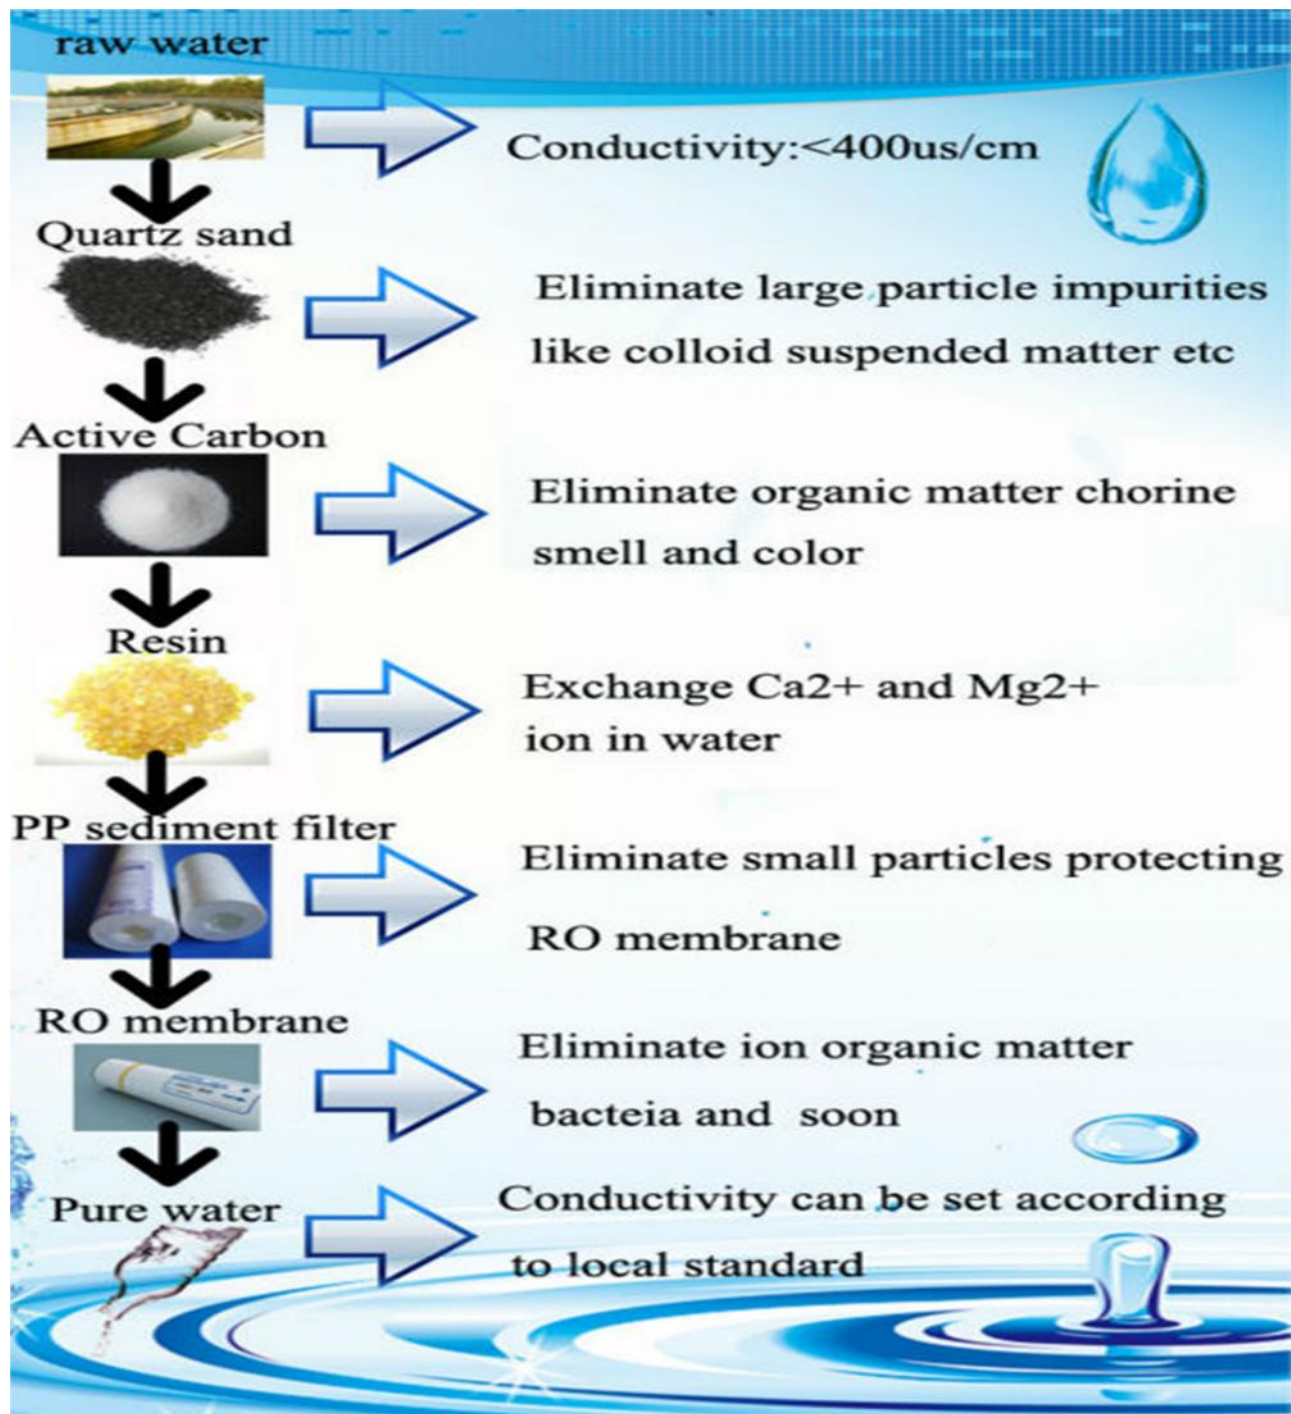 raw water
Conductivity:<400us/cm
Quartz sand
Eliminate large particle impurities
like colloid suspended matter etc
Active Carbon
Eliminate organic matter chorine
smell and color
Resin
Exchange Ca2+ and Mg2+
ion in water
PP sediment filter
Eliminate small particles protecting
RO membrane
RO membrane
Eliminate ion organic matter
bacteia and soon
Pure water
Conductivity can be set according
to local standard